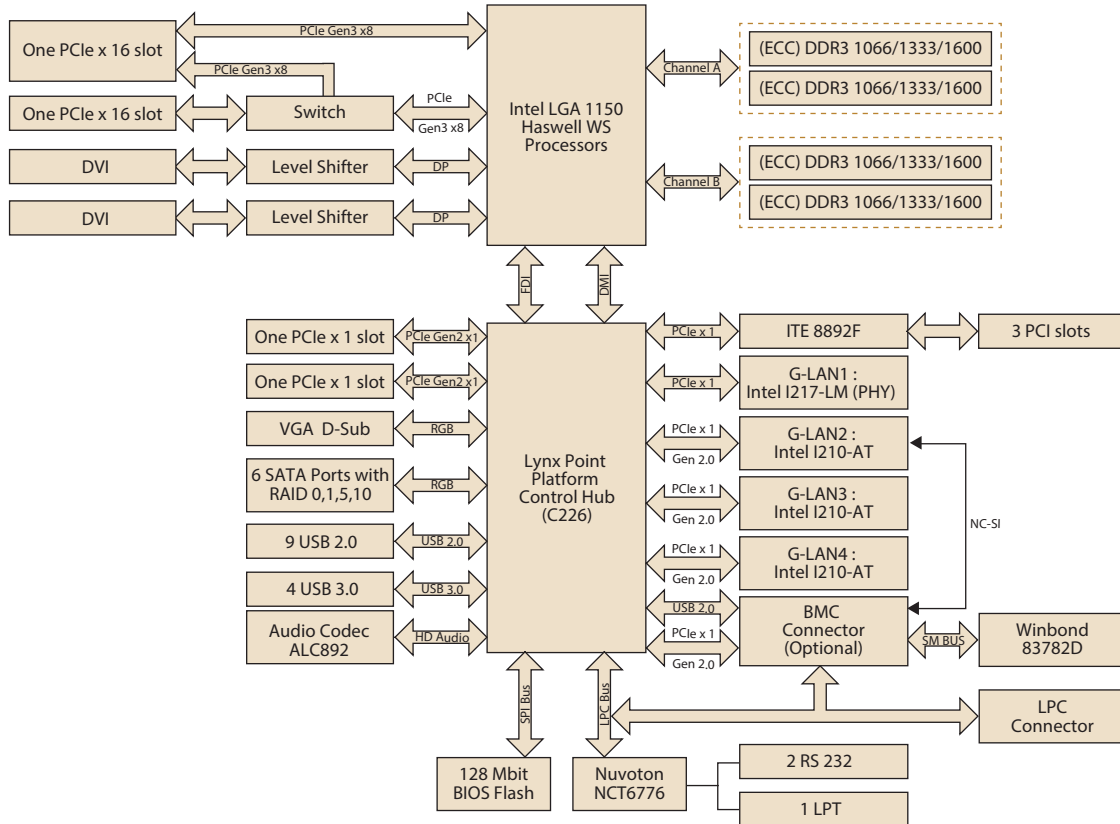 One PCIe x 16 slot
PCIe Gen3 x8
PCIe Gen3 x8
One PCIe x 16 slot
Switch
PCIe
Gen3 x8
DVI
Level Shifter
DP
DVI
Level Shifter
DP
Intel LGA 1150
Haswell WS
Processors
Channel A
(ECC) DDR3 1066/1333/1600
(ECC) DDR3 1066/1333/1600
Channel B
(ECC) DDR3 1066/1333/1600
(ECC) DDR3 1066/1333/1600
FDI
DMI
One PCIe x 1 slot
PCIe Gen2 x1
One PCIe x 1 slot
PCIe Gen2 x1
VGA D-Sub
RGB
6 SATA Ports with
RAID 0,1,5,10
RGB
9 USB 2.0
USB 2.0
4 USB 3.0
USB 3.0
Audio Codec
ALC892
HD Audio
Lynx Point
Platform
Control Hub
(C226)
PCIe x 1
ITE 8892F
3 PCI slots
PCIe x 1
G-LAN1 :
Intel I217-LM (PHY)
PCIe x 1
Gen 2.0
G-LAN2 :
Intel I210-AT
PCIe x 1
Gen 2.0
G-LAN3 :
Intel I210-AT
NC-SI
PCIe x 1
Gen 2.0
G-LAN4 :
Intel I210-AT
USB 2.0
PCIe x 1
Gen 2.0
BMC
Connector
(Optional)
SM BUS
Winbond
83782D
SPI Bus
LPC Bus
LPC
Connector
128 Mbit
BIOS Flash
Nuvoton
NCT6776
2 RS 232
1 LPT